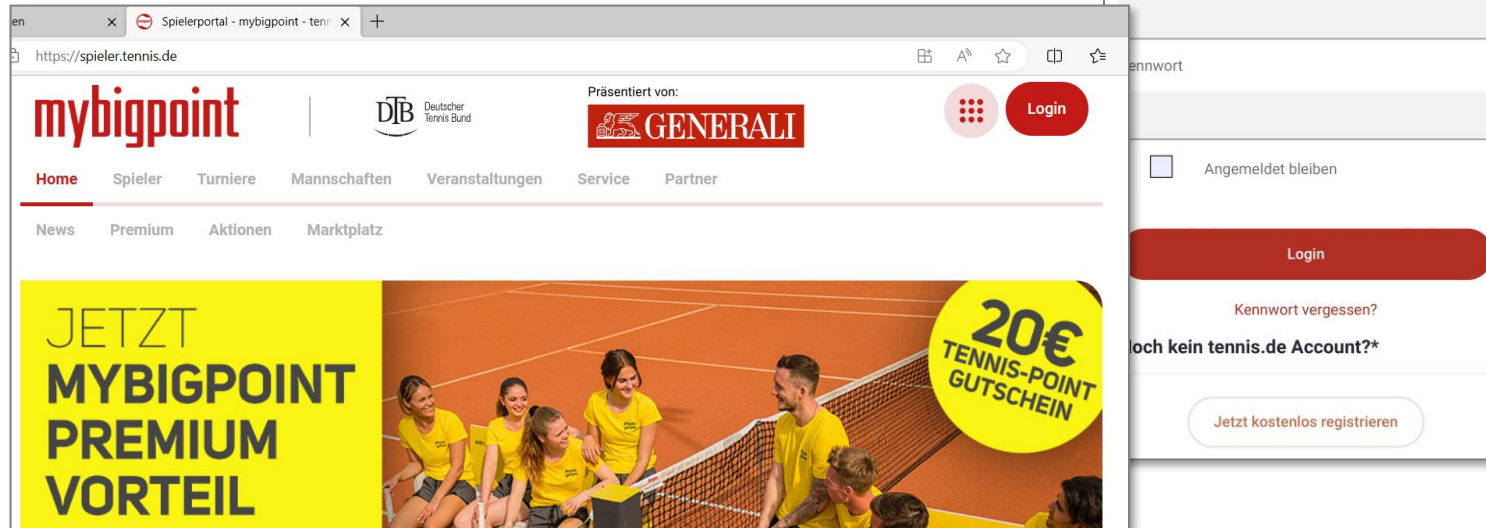 en
Spielerportal - mybigpoint - tenn
https://spieler.tennis.de
mybigpoint
DTB Deutscher Tennis Bund
Präsentiert von:
GENERALI
Login
Home Spieler Turniere Mannschaften Veranstaltungen Service Partner
News Premium Aktionen Marktplatz
JETZT
MYBIGPOINT
PREMIUM
VORTEIL
20€
TENNIS-POINT
GUTSCHEIN
ennwort
Angemeldet bleiben
Login
Kennwort vergessen?
och kein tennis.de Account?*
Jetzt kostenlos registrieren